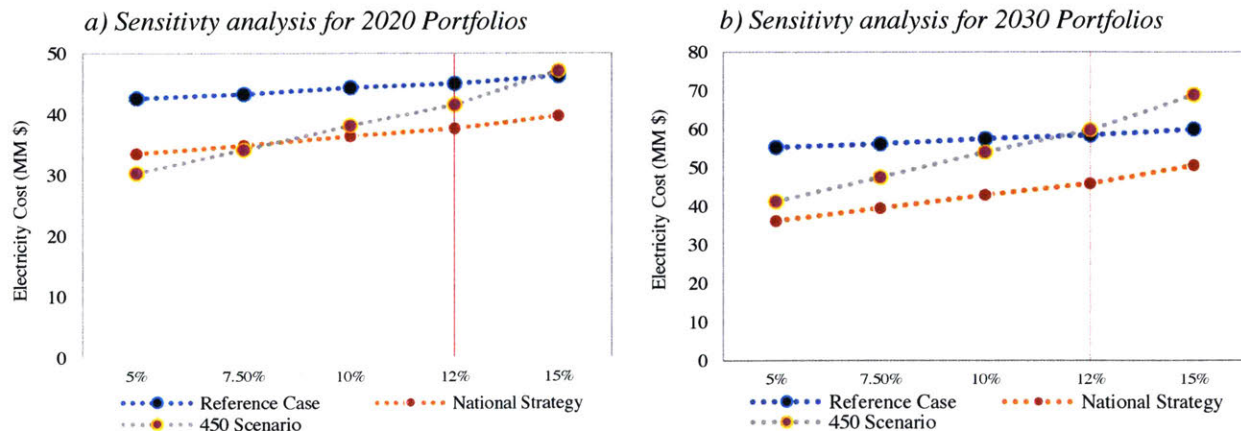 a) Sensitivty analysis for 2020 Portfolios
Electricity Cost (MM $)
50
40
30
20
10
0
5%
7.50%
10%
12%
15%
Reference Case
National Strategy
450 Scenario
b) Sensitivty analysis for 2030 Portfolios
Electricity Cost (MM $)
80
70
60
50
40
30
20
10
0
5%
7.50%
10%
12%
15%
Reference Case
National Strategy
450 Scenario